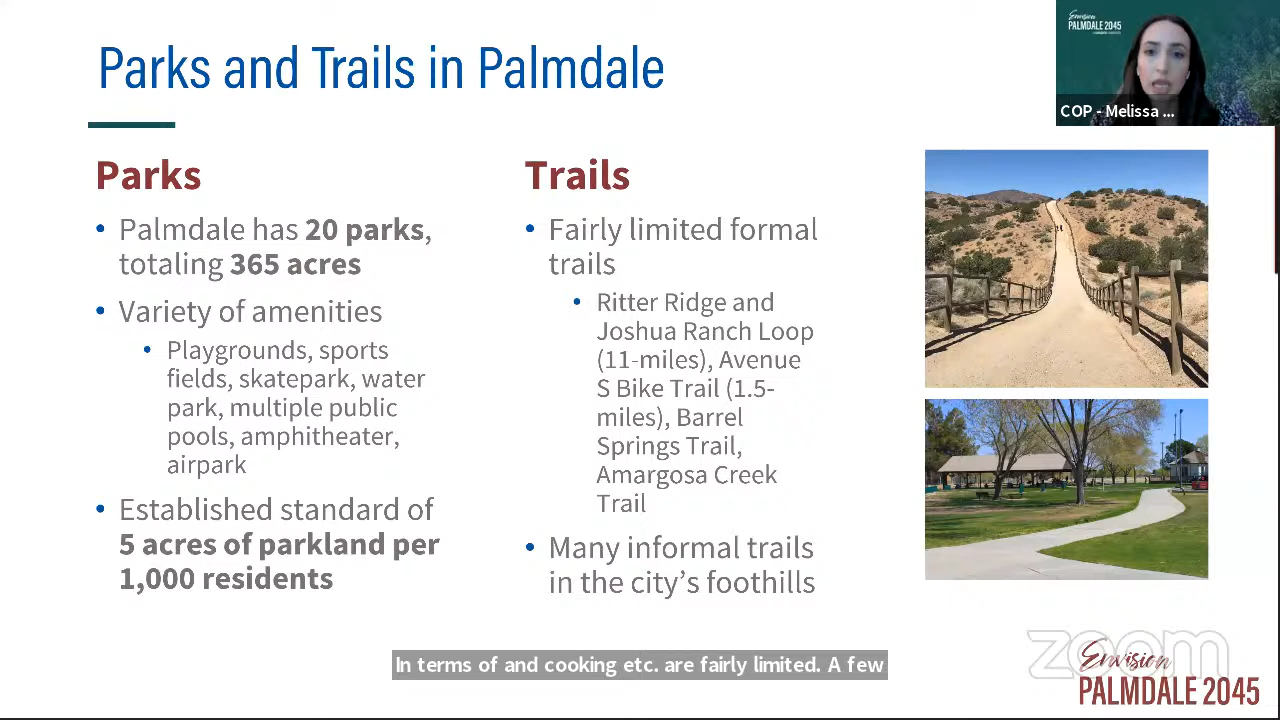 Parks and Trails in Palmdale
Envision
PALMDALE 2045
COP - Melissa ...
Parks
• Palmdale has 20 parks,
totaling 365 acres
• Variety of amenities
• Playgrounds, sports
fields, skatepark, water
park, multiple public
pools, amphitheater,
airpark
• Established standard of
5 acres of parkland per
1,000 residents
Trails
• Fairly limited formal
trails
• Ritter Ridge and
Joshua Ranch Loop
(11-miles), Avenue
S Bike Trail (1.5-
miles), Barrel
Springs Trail,
Amargosa Creek
Trail
• Many informal trails
in the city’s foothills
In terms of and cooking etc. are fairly limited. A few
zoom
Envision
PALMDALE 2045